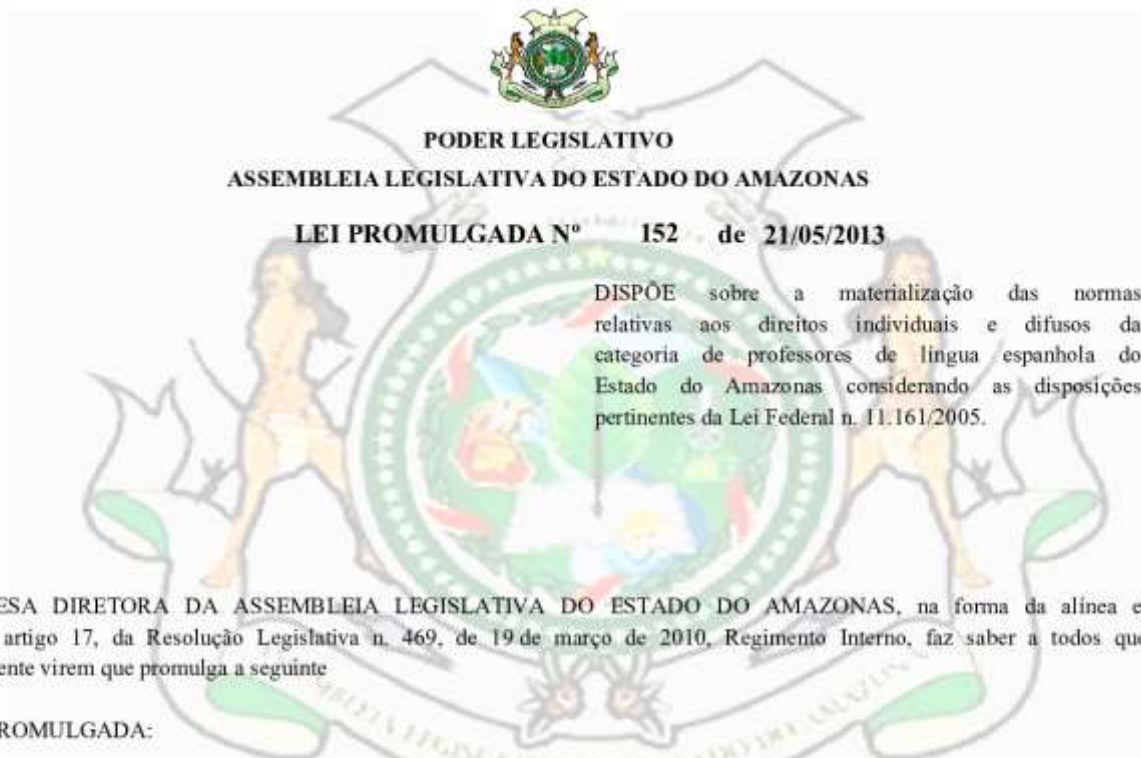 PODER LEGISLATIVO
ASSEMBLEIA LEGISLATIVA DO ESTADO DO AMAZONAS
LEI PROMULGADA Nº 152 de 21/05/2013
DISPÕE sobre a materialização das normas
relativas aos direitos individuais e difusos da
categoria de professores de língua espanhola do
Estado do Amazonas considerando as disposições
pertinentes da Lei Federal n. 11.161/2005.
ESA DIRETORA DA ASSEMBLEIA LEGISLATIVA DO ESTADO DO AMAZONAS, na forma da alínea e
artigo 17, da Resolução Legislativa n. 469, de 19 de março de 2010, Regimento Interno, faz saber a todos que
ente virem que promulga a seguinte
ROMULGADA: